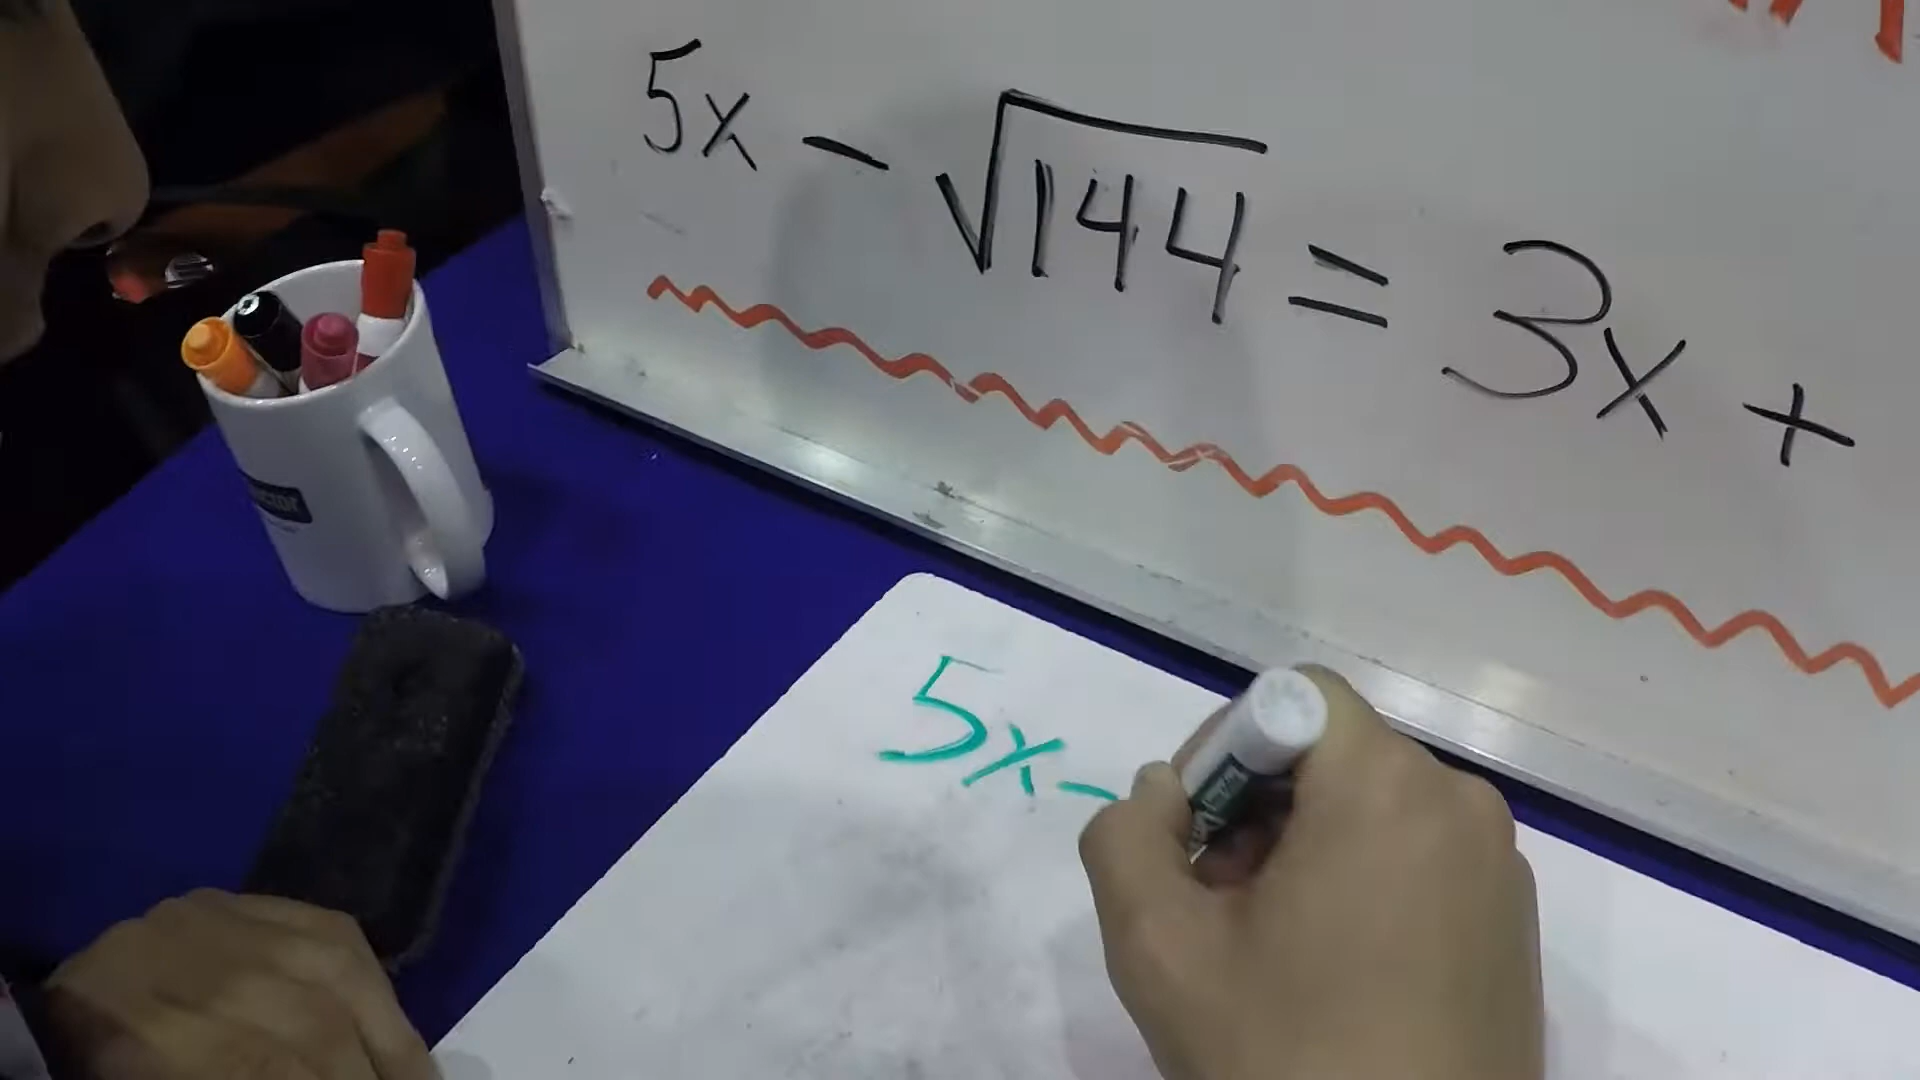 5x - √144 = 3x +
5x -